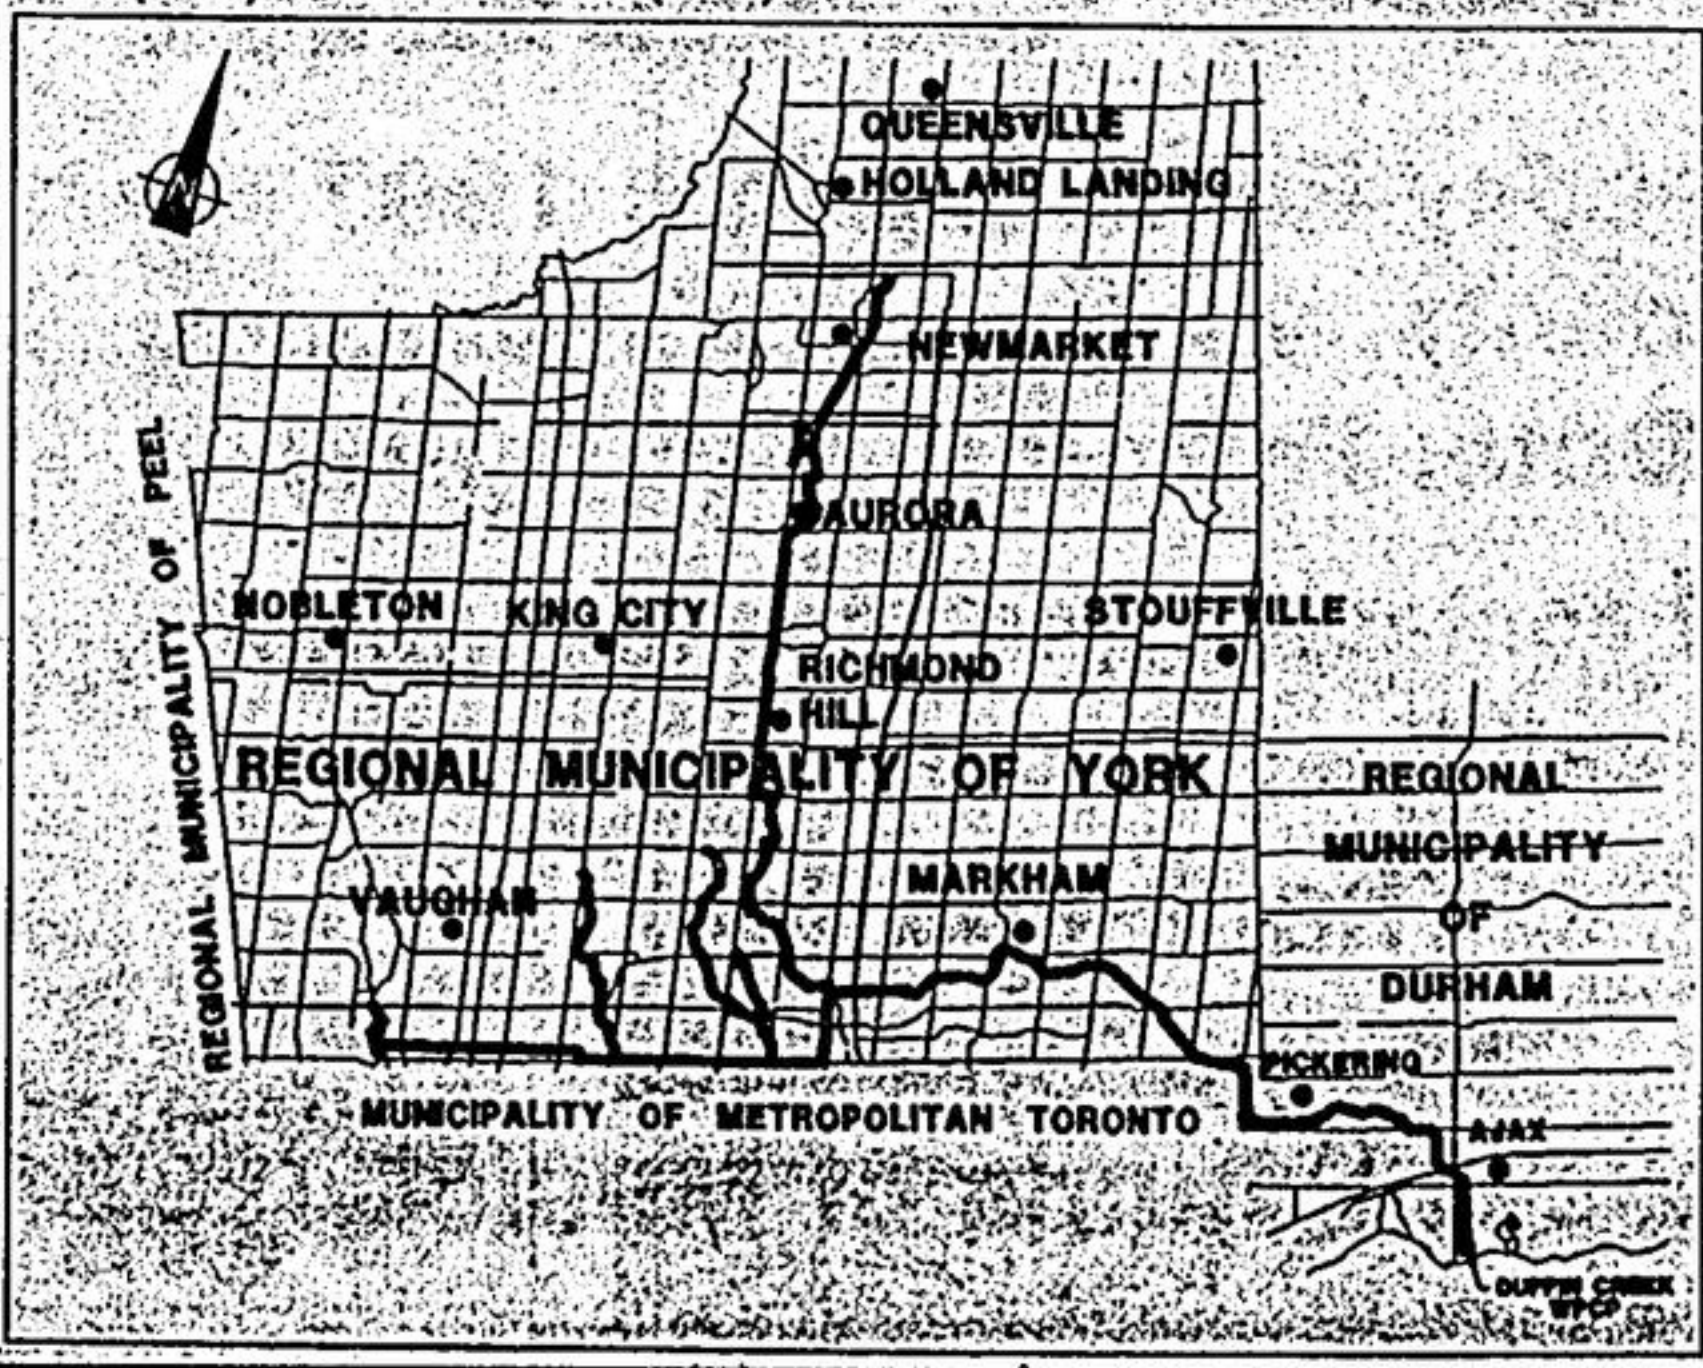 N
QUEENSVILLE
HOLLAND LANDING
NEWMARKET
AURORA
NOBLETON
KING CITY
STOUFFVILLE
RICHMOND
HILL
REGIONAL MUNICIPALITY OF PEEL
REGIONAL MUNICIPALITY OF YORK
REGIONAL
MUNICIPALITY
OF
DURHAM
VAUGHAN
MARKHAM
PICKERING
MUNICIPALITY OF METROPOLITAN TORONTO
AJAX
DUFFIN CREEK
WPCP